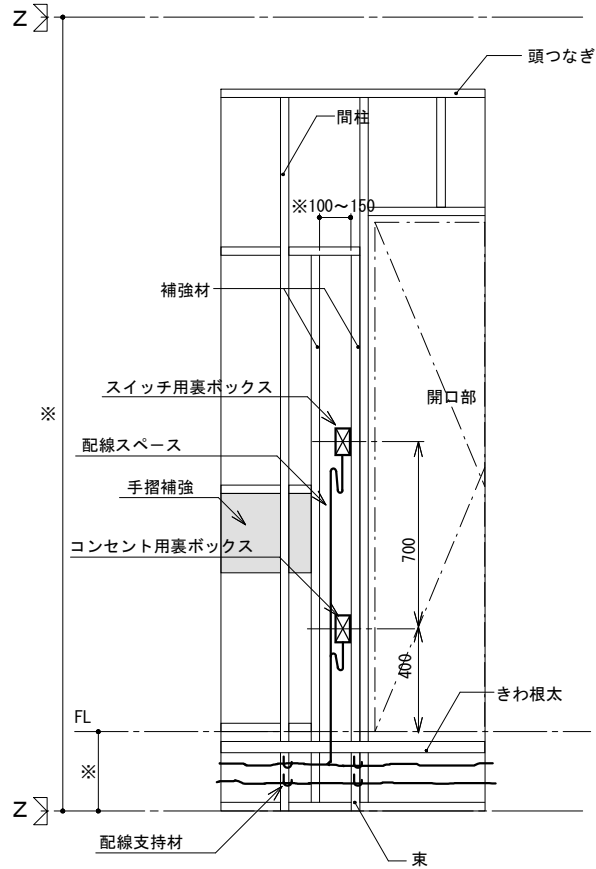 Z
頭つなぎ
間柱
※100～150
補強材
スイッチ用裏ボックス
開口部
※
配線スペース
手摺補強
コンセント用裏ボックス
700
400
きわ根太
FL
※
Z
配線支持材
束